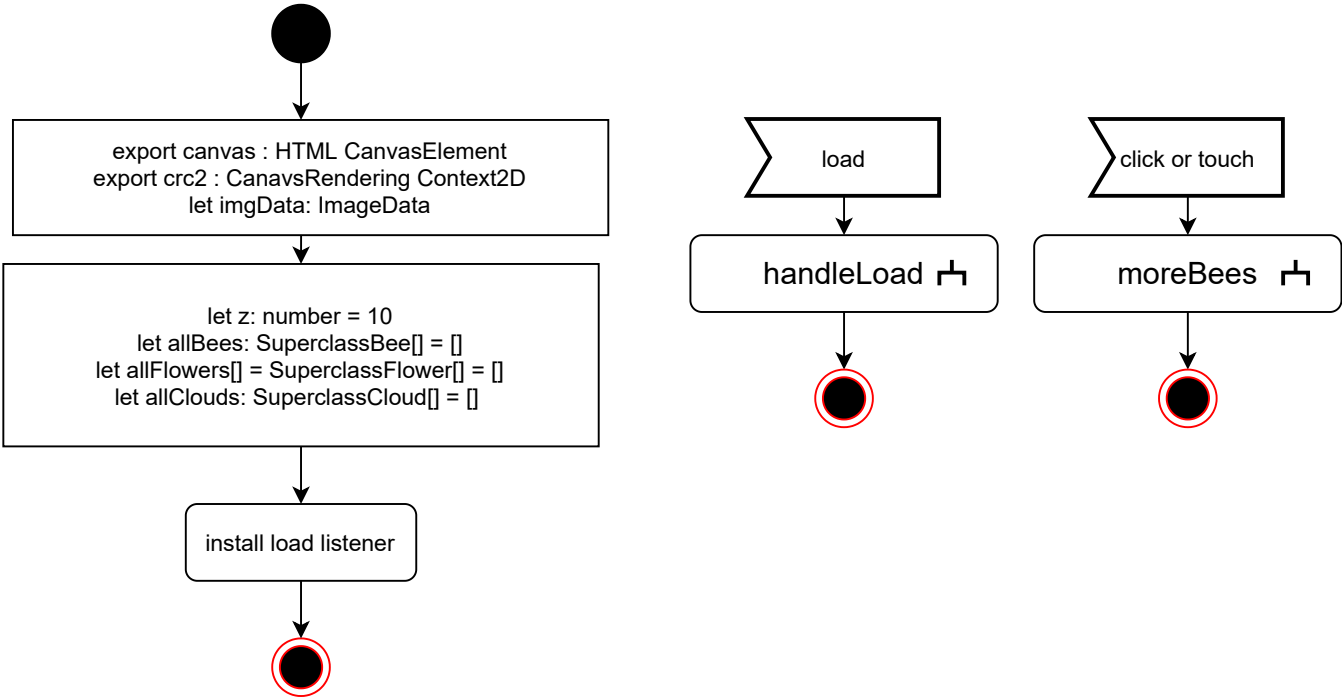 export canvas : HTML CanvasElement
export crc2 : CanavsRendering Context2D
let imgData: ImageData
let z: number = 10
let allBees: SuperclassBee[] = []
let allFlowers[] = SuperclassFlower[] = []
let allClouds: SuperclassCloud[] = []
install load listener
load
handleLoad
click or touch
moreBees